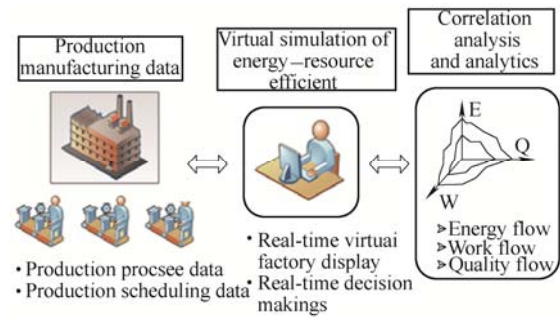 Production
manufacturing data
• Production procsee data
• Production scheduling data
Virtual simulation of
energy–resource
efficient
• Real-time virtuai
factory display
• Real-time decision
makings
Correlation
analysis
and analytics
E
Q
W
➢Energy flow
➢Work flow
➢Quality flow